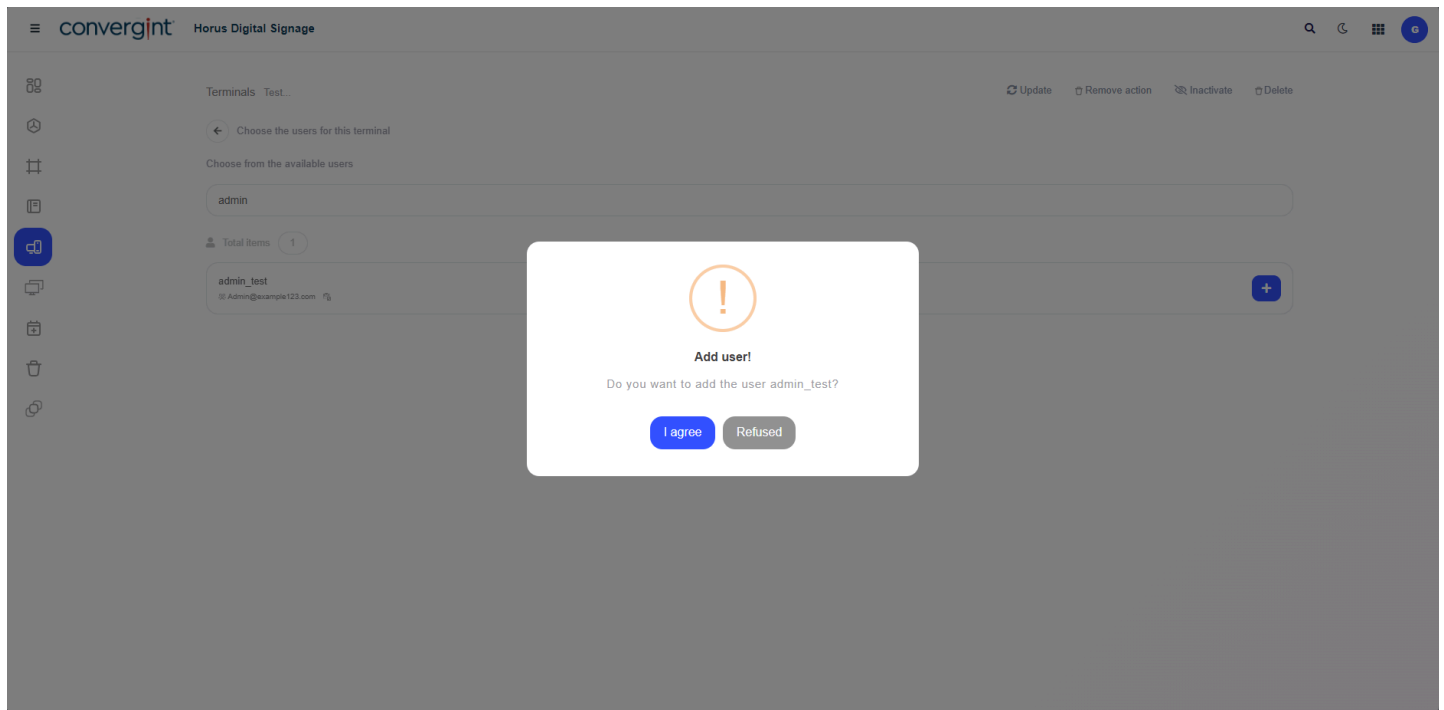 convergint Horus Digital Signage
G
Terminals Test...
Update Remove action Inactivate Delete
Choose the users for this terminal
Choose from the available users
admin
Total items 1
admin_test
Admin@example123.com
!
Add user!
Do you want to add the user admin_test?
I agree Refused